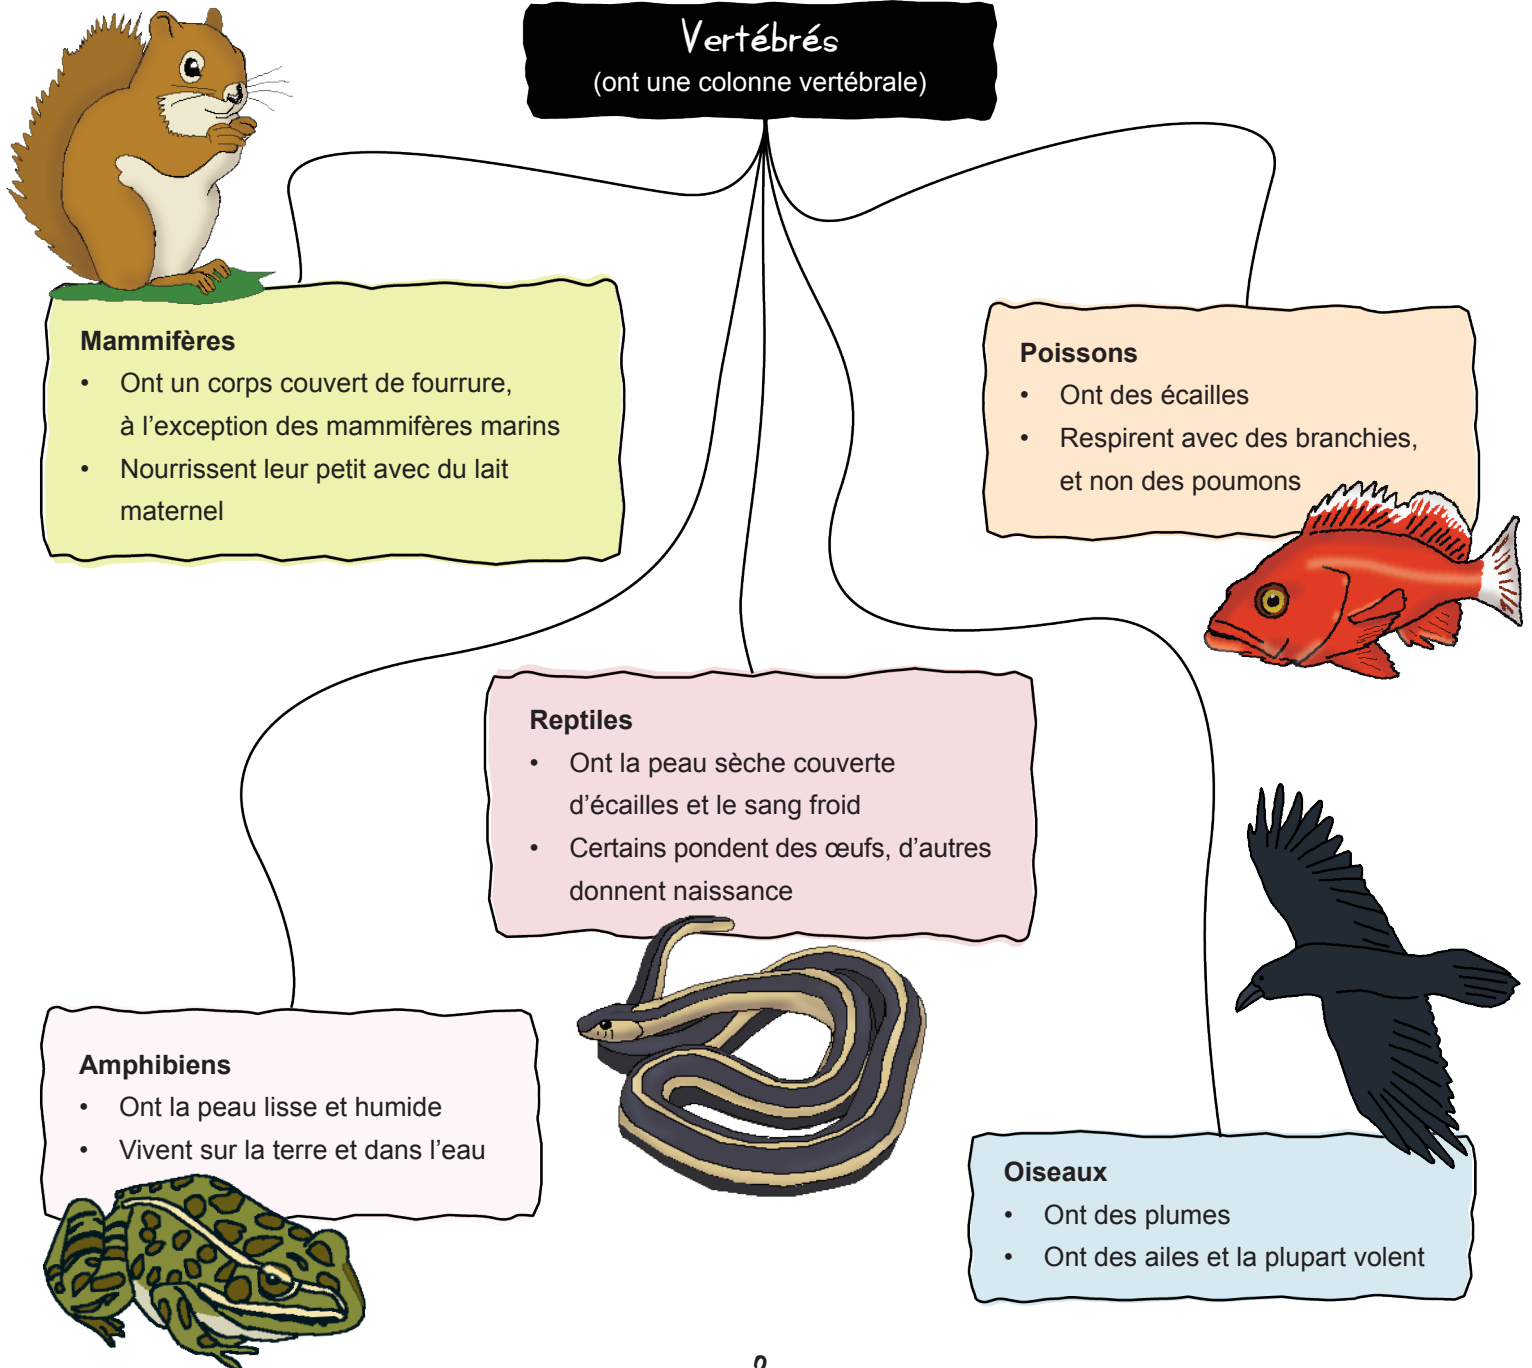 Vertébrés
(ont une colonne vertébrale)
Mammifères
• Ont un corps couvert de fourrure,
à l’exception des mammifères marins
• Nourrissent leur petit avec du lait
maternel
Poissons
• Ont des écailles
• Respirent avec des branchies,
et non des poumons
Reptiles
• Ont la peau sèche couverte
d’écailles et le sang froid
• Certains pondent des œufs, d’autres
donnent naissance
Amphibiens
• Ont la peau lisse et humide
• Vivent sur la terre et dans l’eau
Oiseaux
• Ont des plumes
• Ont des ailes et la plupart volent